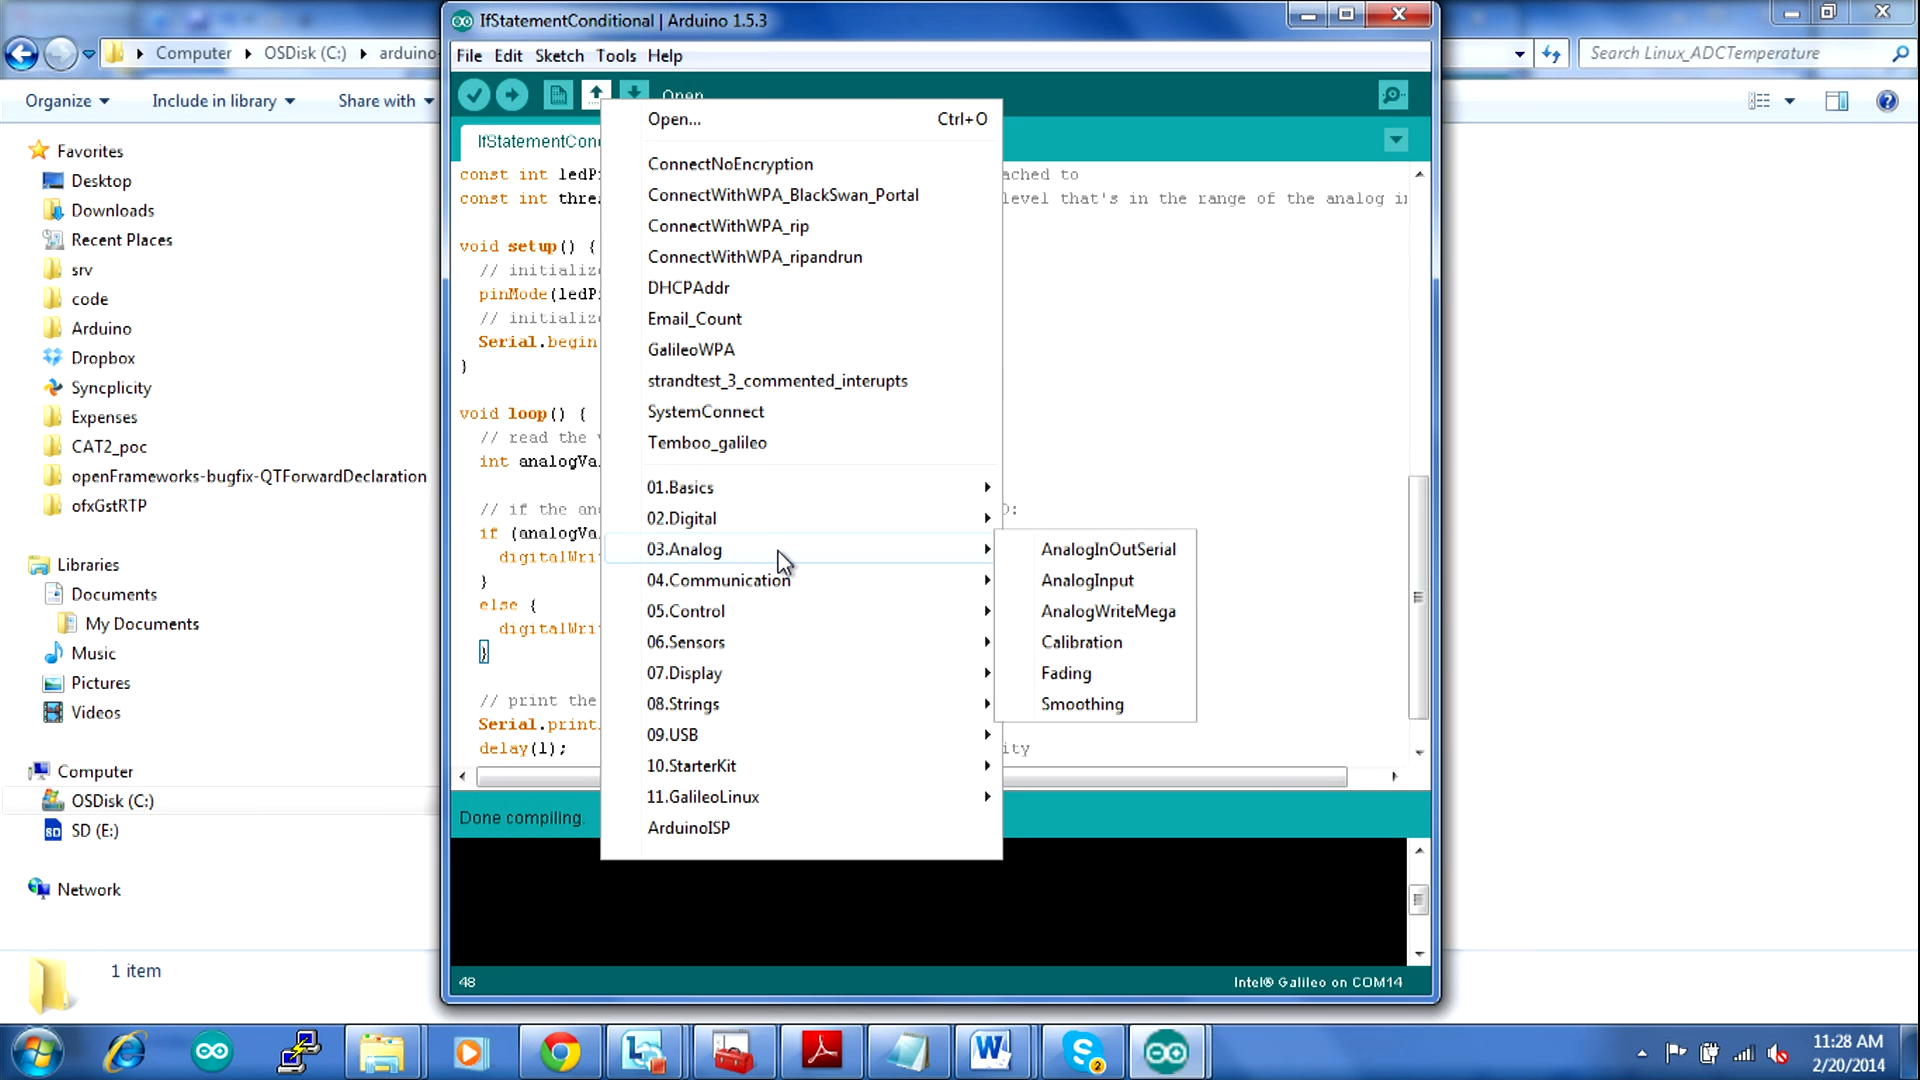 IfStatementConditional | Arduino 1.5.3
Computer
OSDisk (C:)
arduino-
Search Linux_ADCTemperature
File Edit Sketch Tools Help
Organize
Include in library
Share with
Open
IfStatementCon
Favorites
Desktop
Downloads
Recent Places
srv
code
Arduino
Dropbox
Syncplicity
Expenses
CAT2_poc
openFrameworks-bugfix-QTForwardDeclaration
ofxGstRTP
Libraries
Documents
My Documents
Music
Pictures
Videos
Computer
OSDisk (C:)
SD (E:)
Network
1 item
const int ledP
ached to
const int thre
level that's in the range of the analog i
void setup() {
// initializ
pinMode(ledP
// initializ
Serial.begin
}
void loop() {
// read the
int analogVa
// if the an
:
if (analogVa
digitalWri
}
else {
digitalWri
}
// print the
Serial.print
delay(1);
ity
Open... Ctrl+O
ConnectNoEncryption
ConnectWithWPA_BlackSwan_Portal
ConnectWithWPA_rip
ConnectWithWPA_ripandrun
DHCPAddr
Email_Count
GalileoWPA
strandtest_3_commented_interupts
SystemConnect
Temboo_galileo
01.Basics
02.Digital
03.Analog
04.Communication
05.Control
06.Sensors
07.Display
08.Strings
09.USB
10.StarterKit
11.GalileoLinux
ArduinoISP
AnalogInOutSerial
AnalogInput
AnalogWriteMega
Calibration
Fading
Smoothing
Done compiling.
48
Intel® Galileo on COM14
2
11:28 AM
2/20/2014